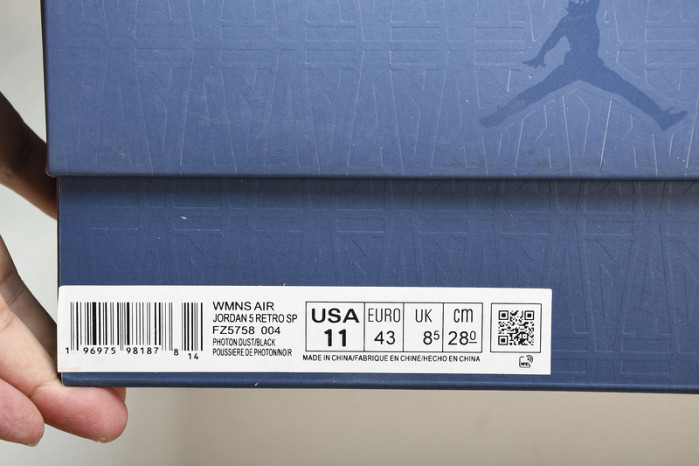 WMNS AIR
JORDAN 5 RETRO SP
FZ5758 004
PHOTON DUST/BLACK
POUSSIERE DE PHOTON/NOIR
1 96975 98187 8 14
USA EURO UK cm
11 43 8⁵ 28⁰
MADE IN CHINA/FABRIQUE EN CHINE/HECHO EN CHINA